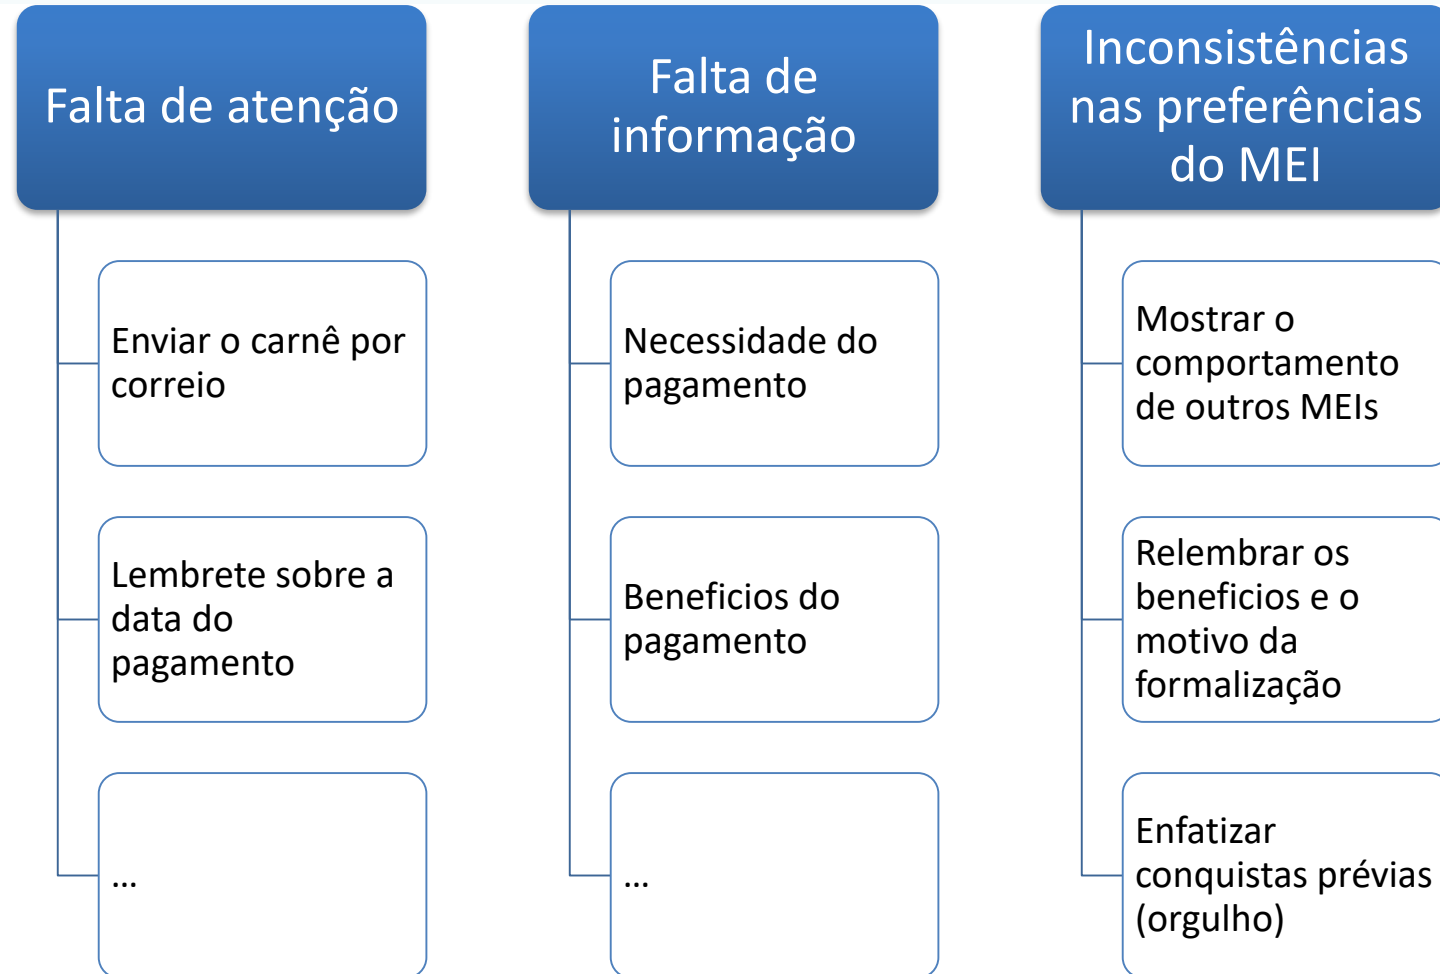 Falta de atenção
Enviar o carnê por
correio
Lembrete sobre a
data do
pagamento
...
Falta de
informação
Necessidade do
pagamento
Beneficios do
pagamento
...
Inconsistências
nas preferências
do MEI
Mostrar o
comportamento
de outros MEIs
Relembrar os
beneficios e o
motivo da
formalização
Enfatizar
conquistas prévias
(orgulho)